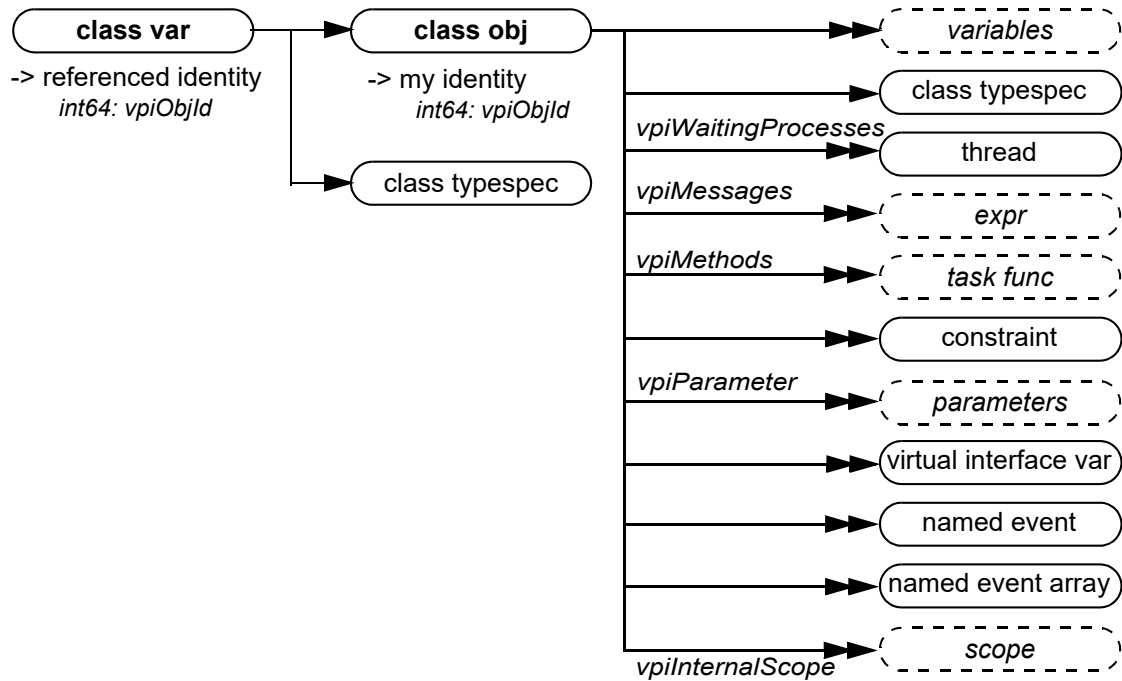 class var
-> referenced identity
int64: vpiObjId
class obj
-> my identity
int64: vpiObjId
class typespec
variables
class typespec
vpiWaitingProcesses
thread
vpiMessages
expr
vpiMethods
task func
constraint
vpiParameter
parameters
virtual interface var
named event
named event array
vpiInternalScope
scope